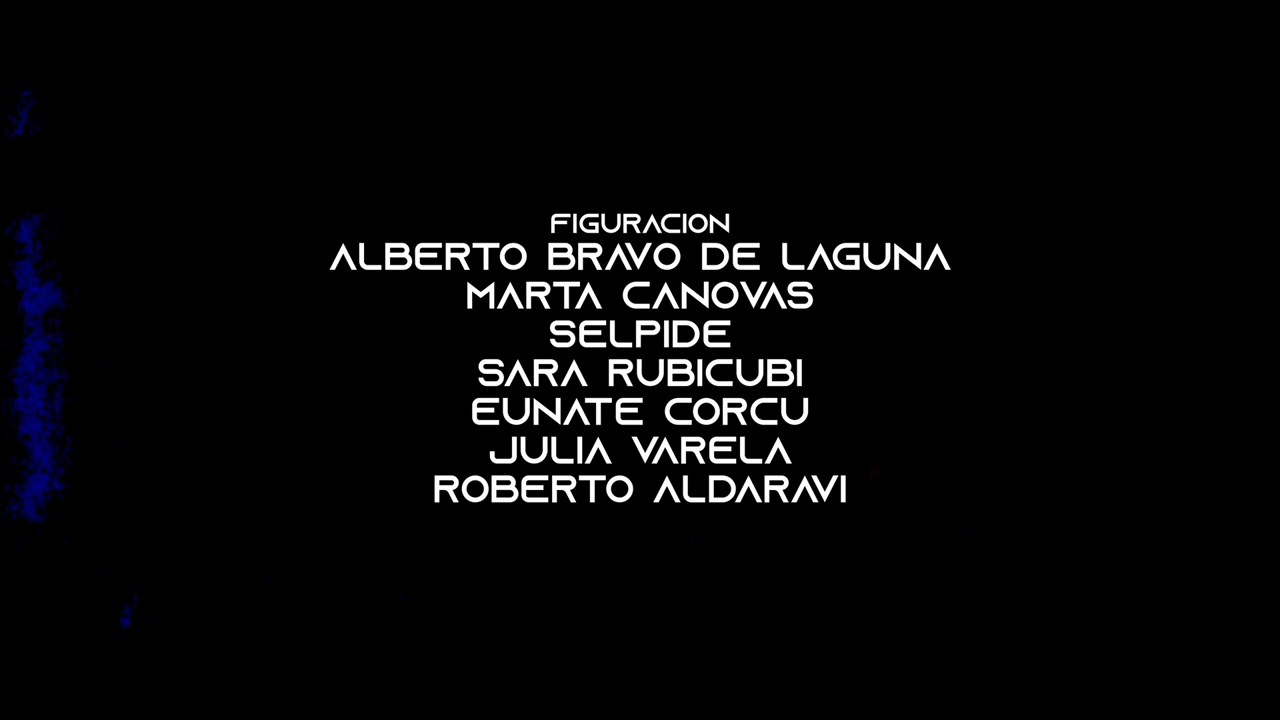 FIGURACION
ALBERTO BRAVO DE LAGUNA
MARTA CANOVAS
SELPIDE
SARA RUBICUBI
EUNATE CORCU
JULIA VARELA
ROBERTO ALDARAVI